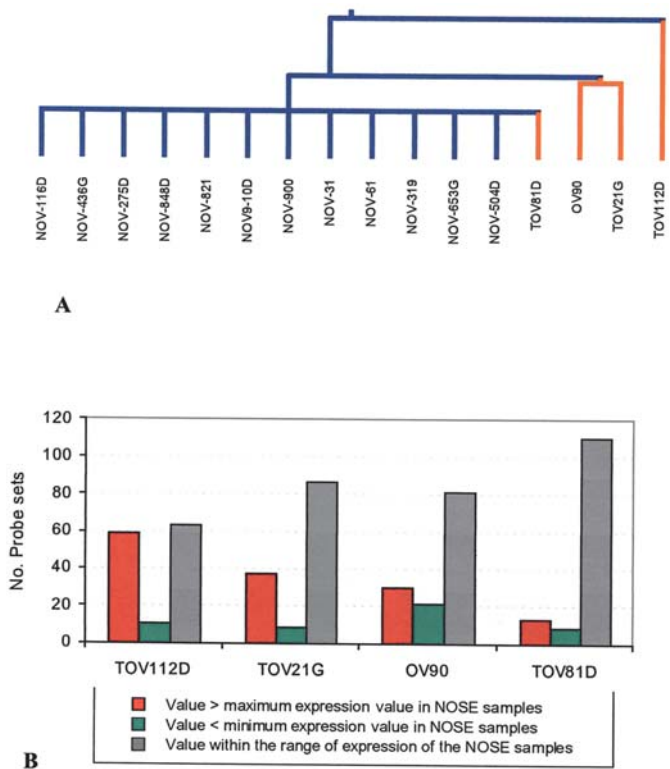 NOV-116D
NOV-436G
NOV-275D
NOV-848D
NOV-821
NOV9-10D
NOV-900
NOV-31
NOV-61
NOV-319
NOV-653G
NOV-504D
TOV81D
OV90
TOV21G
TOV112D
A
120
100
80
60
40
20
0
No. Probe sets
TOV112D TOV21G OV90 TOV81D
Value > maximum expression value in NOSE samples
Value < minimum expression value in NOSE samples
Value within the range of expression of the NOSE samples
B